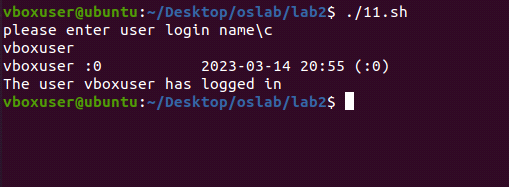 vboxuser@ubuntu:~/Desktop/oslab/lab2$ ./11.sh
please enter user login name\c
vboxuser
vboxuser :0           2023-03-14 20:55 (:0)
The user vboxuser has logged in
vboxuser@ubuntu:~/Desktop/oslab/lab2$